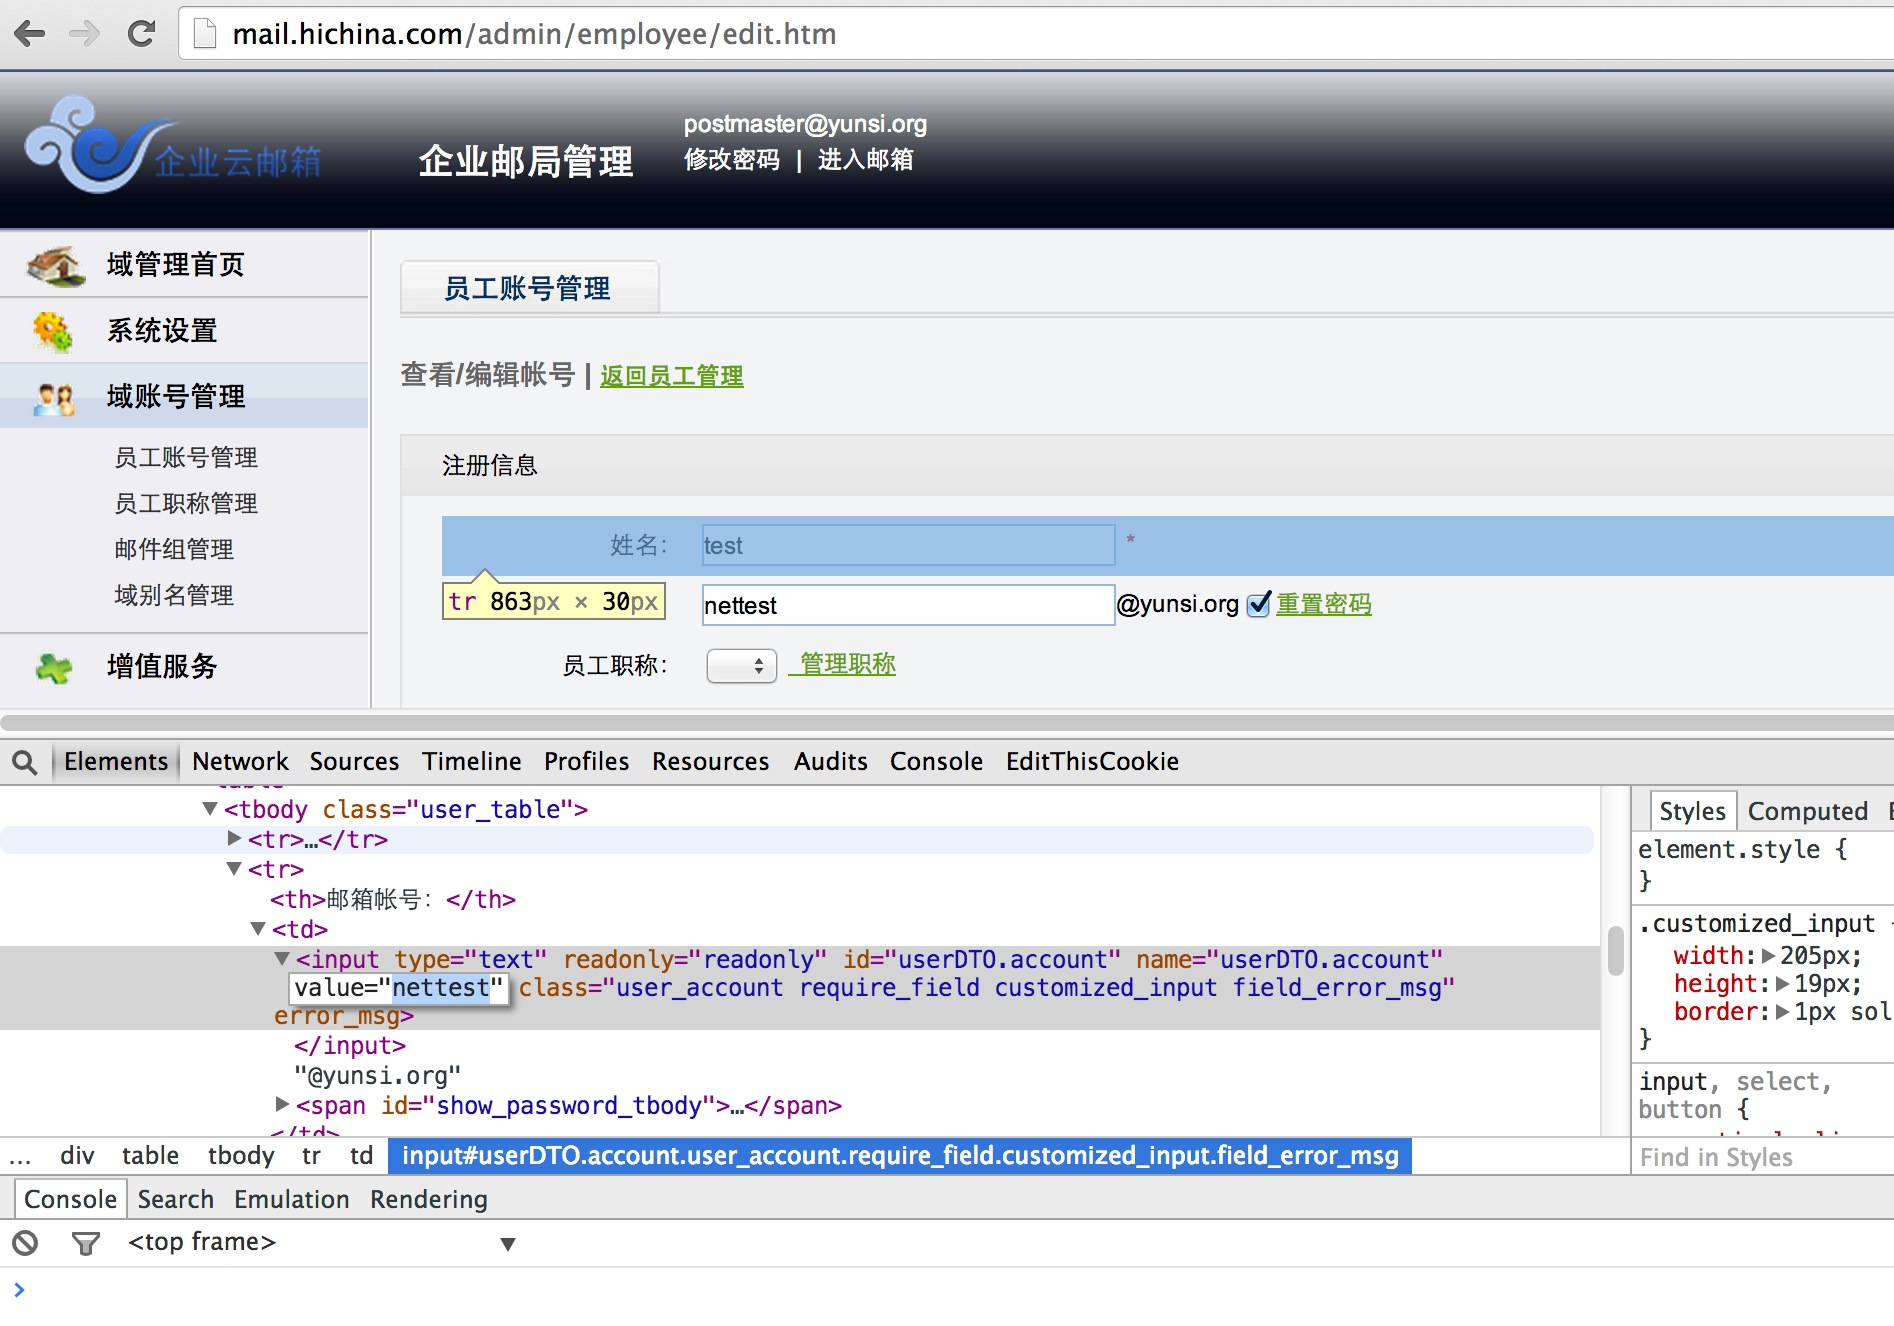 mail.hichina.com/admin/employee/edit.htm
企业云邮箱
企业邮局管理
postmaster@yunsi.org
修改密码 | 进入邮箱
域管理首页
系统设置
域账号管理
员工账号管理
员工职称管理
邮件组管理
域别名管理
增值服务
员工账号管理
查看/编辑帐号 | 返回员工管理
注册信息
姓名： test *
tr 863px × 30px
nettest @yunsi.org 重置密码
员工职称： 管理职称
Elements Network Sources Timeline Profiles Resources Audits Console EditThisCookie
<tbody class="user_table">
<tr>…</tr>
<tr>
<th>邮箱帐号：</th>
<td>
<input type="text" readonly="readonly" id="userDTO.account" name="userDTO.account"
value="nettest" class="user_account require_field customized_input field_error_msg"
error_msg>
</input>
"@yunsi.org"
<span id="show_password_tbody">…</span>
</td>
... div table tbody tr td input#userDTO.account.user_account.require_field.customized_input.field_error_msg
Styles Computed
element.style {
}
.customized_input
width: 205px;
height: 19px;
border: 1px sol
}
input, select,
button {
Find in Styles
Console Search Emulation Rendering
<top frame>
>